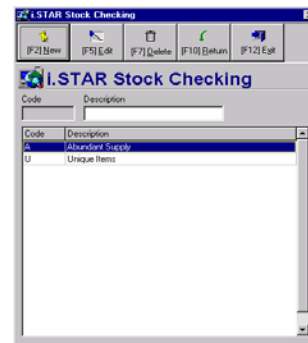 i.STAR Stock Checking
[F2] New [F5] Edit [F7] Delete [F10] Return [F12] Exit
i.STAR Stock Checking
Code Description
Code Description
A Abundant Supply
U Unique Items